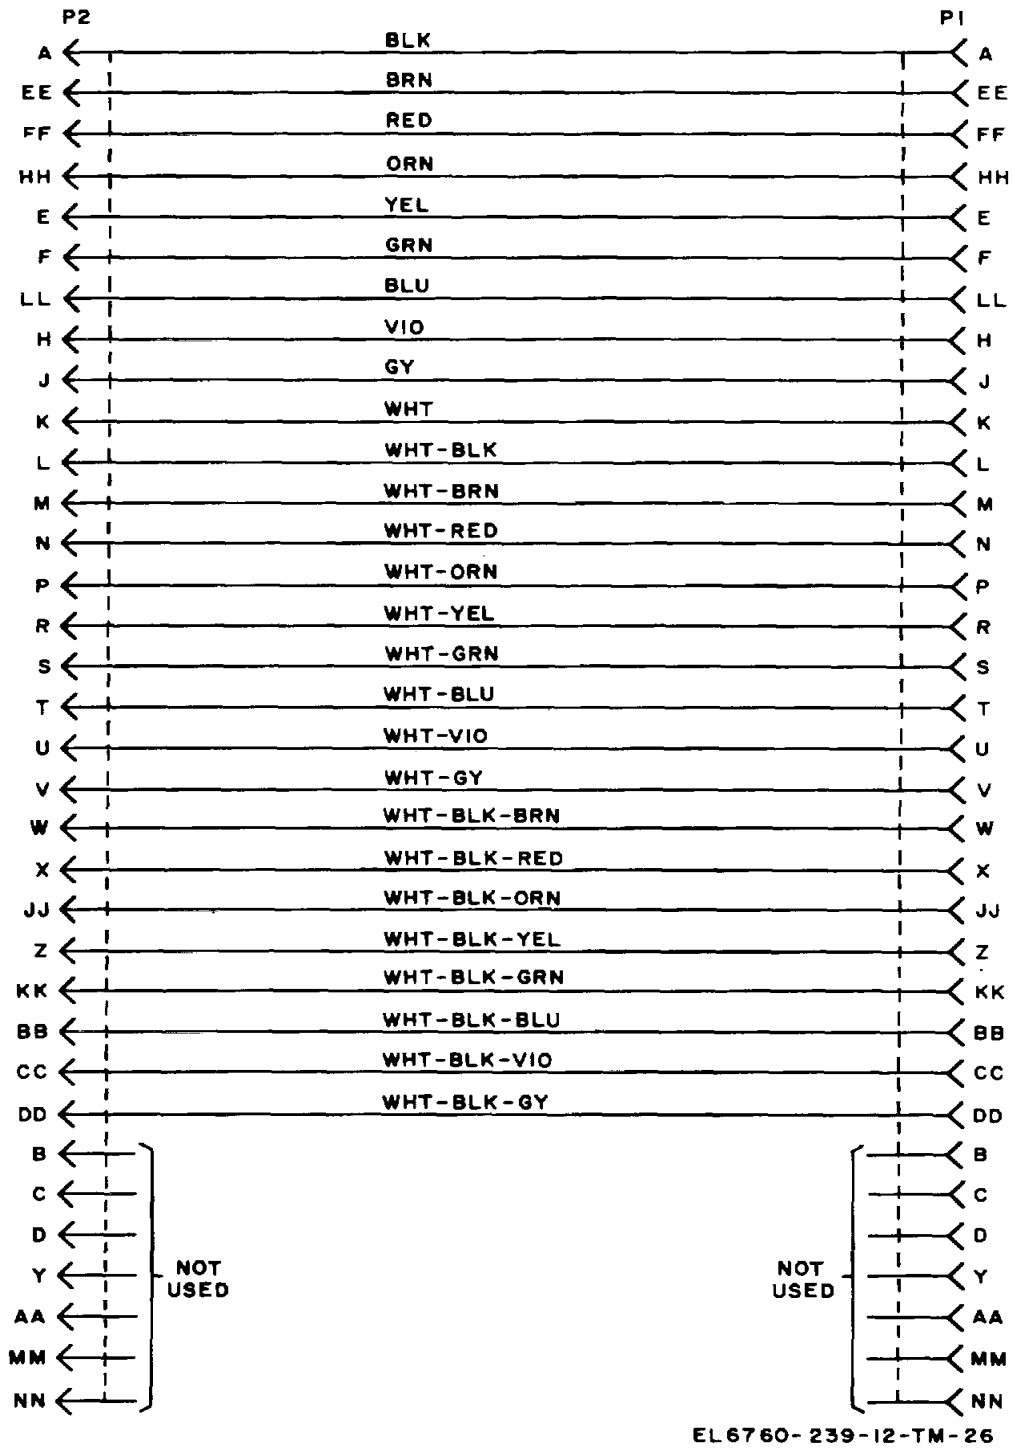 P2 P1
A BLK A
EE BRN EE
FF RED FF
HH ORN HH
E YEL E
F GRN F
LL BLU LL
H VIO H
J GY J
K WHT K
L WHT-BLK L
M WHT-BRN M
N WHT-RED N
P WHT-ORN P
R WHT-YEL R
S WHT-GRN S
T WHT-BLU T
U WHT-VIO U
V WHT-GY V
W WHT-BLK-BRN W
X WHT-BLK-RED X
JJ WHT-BLK-ORN JJ
Z WHT-BLK-YEL Z
KK WHT-BLK-GRN KK
BB WHT-BLK-BLU BB
CC WHT-BLK-VIO CC
DD WHT-BLK-GY DD
B B
C C
D D
Y NOT USED NOT USED Y
AA AA
MM MM
NN NN
EL6760-239-12-TM-26